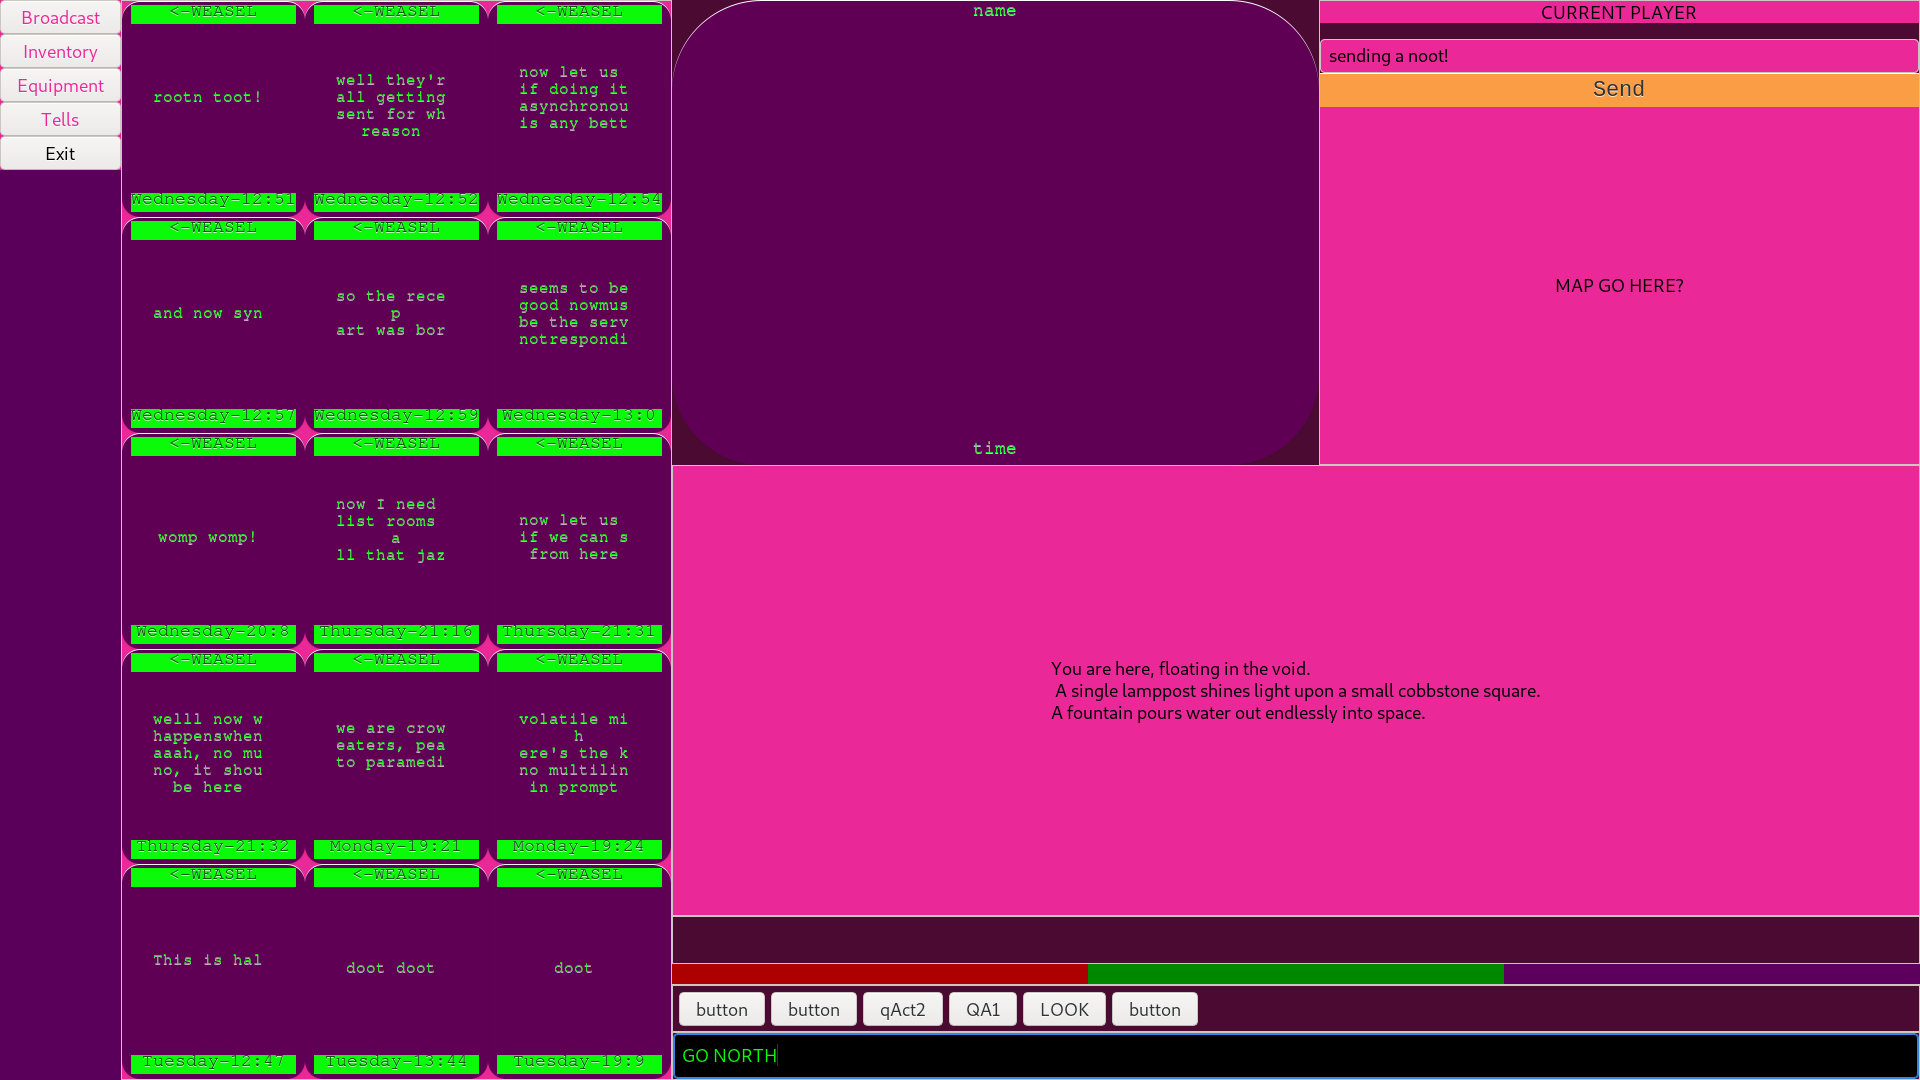 Broadcast
Inventory
Equipment
Tells
Exit
<-WEASEL
rootn toot!
Wednesday-12:51
<-WEASEL
well they'r
all getting
sent for wh
reason
Wednesday-12:52
<-WEASEL
now let us
if doing it
asynchronou
is any bett
Wednesday-12:54
<-WEASEL
and now syn
Wednesday-12:57
<-WEASEL
so the rece
p
art was bor
Wednesday-12:59
<-WEASEL
seems to be
good nowmus
be the serv
notrespondi
Wednesday-13:0
<-WEASEL
womp womp!
Wednesday-20:8
<-WEASEL
now I need
list rooms
a
ll that jaz
Thursday-21:16
<-WEASEL
now let us
if we can s
from here
Thursday-21:31
<-WEASEL
welll now w
happenswhen
aaah, no mu
no, it shou
be here
Thursday-21:32
<-WEASEL
we are crow
eaters, pea
to paramedi
Monday-19:21
<-WEASEL
volatile mi
h
ere's the k
no multilin
in prompt
Monday-19:24
<-WEASEL
This is hal
Tuesday-12:47
<-WEASEL
doot doot
Tuesday-13:44
<-WEASEL
doot
Tuesday-19:9
name
time
CURRENT PLAYER
sending a noot!
Send
MAP GO HERE?
You are here, floating in the void.
A single lamppost shines light upon a small cobbstone square.
A fountain pours water out endlessly into space.
button
button
qAct2
QA1
LOOK
button
GO NORTH